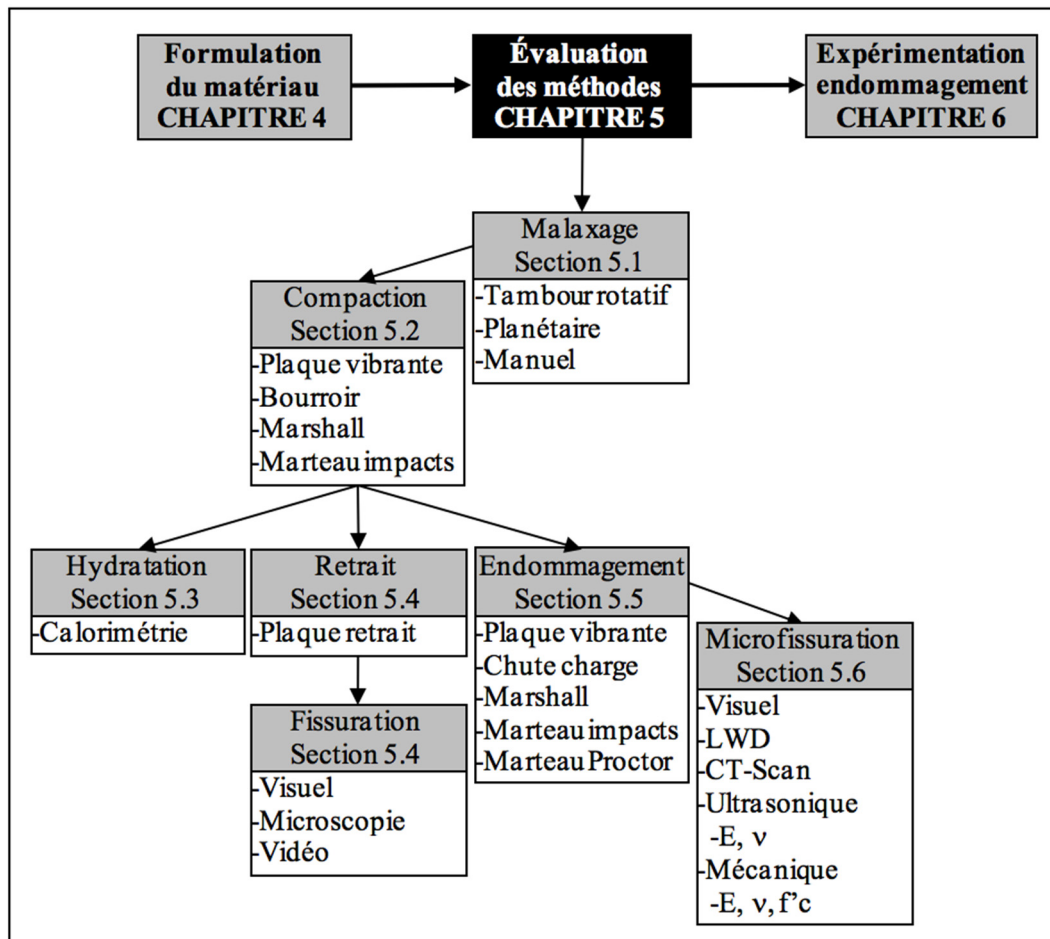 Formulation
du matériau
CHAPITRE 4
Évaluation
des méthodes
CHAPITRE 5
Expérimentation
endommagement
CHAPITRE 6
Malaxage
Section 5.1
-Tambour rotatif
-Planétaire
-Manuel
Compaction
Section 5.2
-Plaque vibrante
-Bourroir
-Marshall
-Marteau impacts
Hydratation
Section 5.3
-Calorimétrie
Retrait
Section 5.4
-Plaque retrait
Fissuration
Section 5.4
-Visuel
-Microscopie
-Vidéo
Endommagement
Section 5.5
-Plaque vibrante
-Chute charge
-Marshall
-Marteau impacts
-Marteau Proctor
Microfissuration
Section 5.6
-Visuel
-LWD
-CT-Scan
-Ultrasonique
-E, ν
-Mécanique
-E, ν, f'c